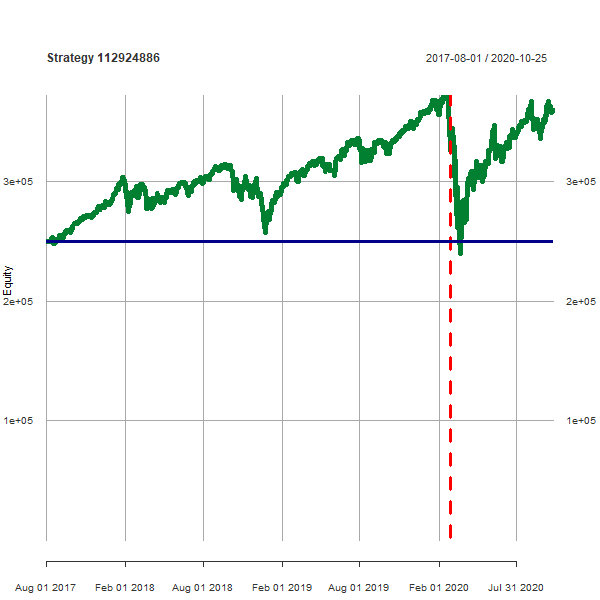 Strategy 112924886
2017-08-01 / 2020-10-25
3e+05
3e+05
2e+05
2e+05
1e+05
1e+05
Equity
Aug 01 2017
Feb 01 2018
Aug 01 2018
Feb 01 2019
Aug 01 2019
Feb 01 2020
Jul 31 2020